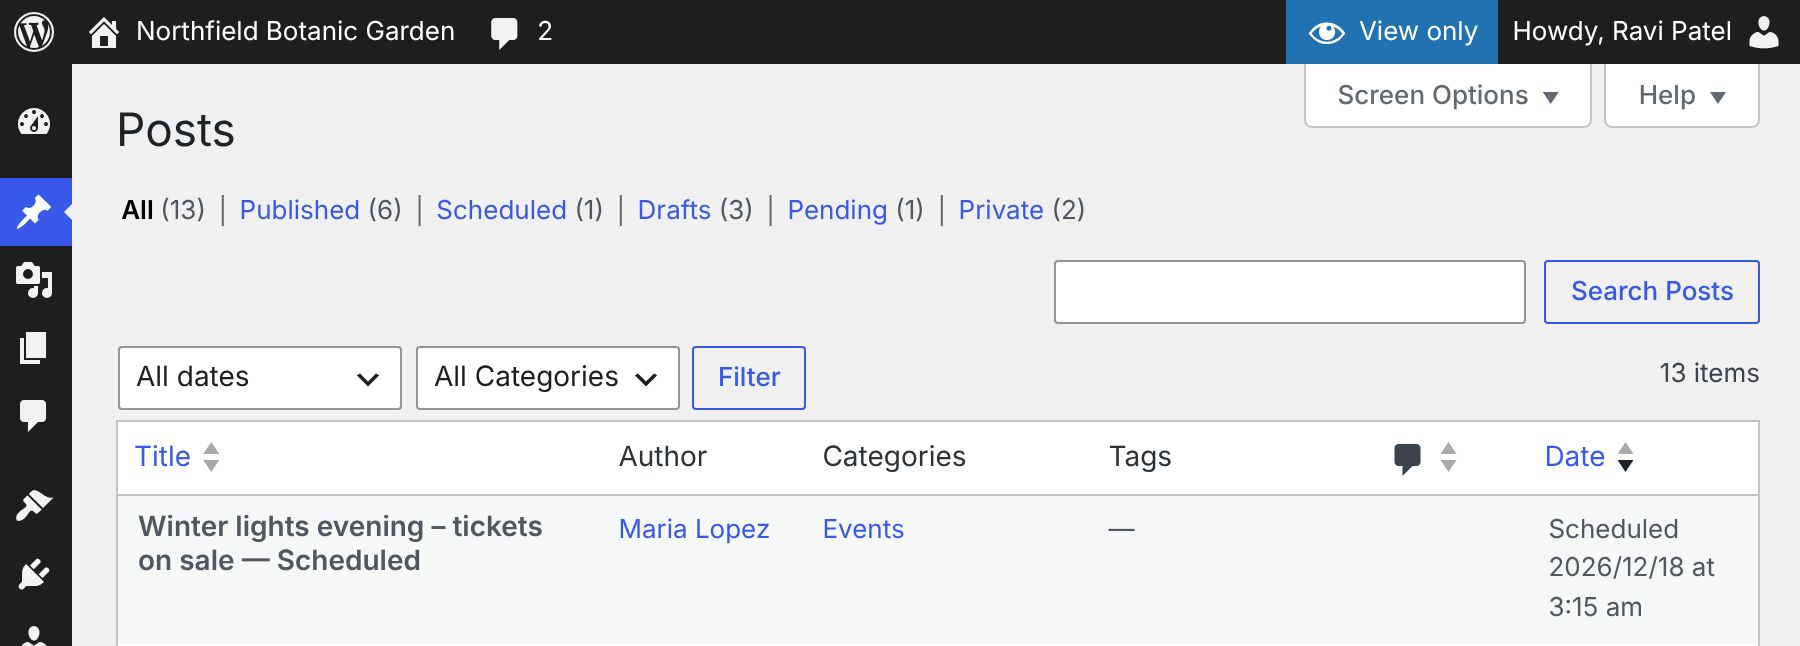 Northfield Botanic Garden 2 View only Howdy, Ravi Patel
Screen Options Help
Posts
All (13) | Published (6) | Scheduled (1) | Drafts (3) | Pending (1) | Private (2)
Search Posts
All dates All Categories Filter 13 items
Title Author Categories Tags Date
Winter lights evening – tickets on sale — Scheduled Maria Lopez Events — Scheduled 2026/12/18 at 3:15 am